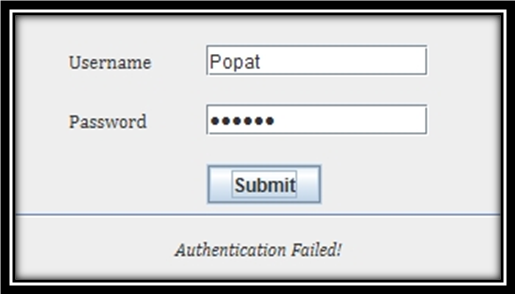 Username Popat
Password ••••••
Submit
Authentication Failed!